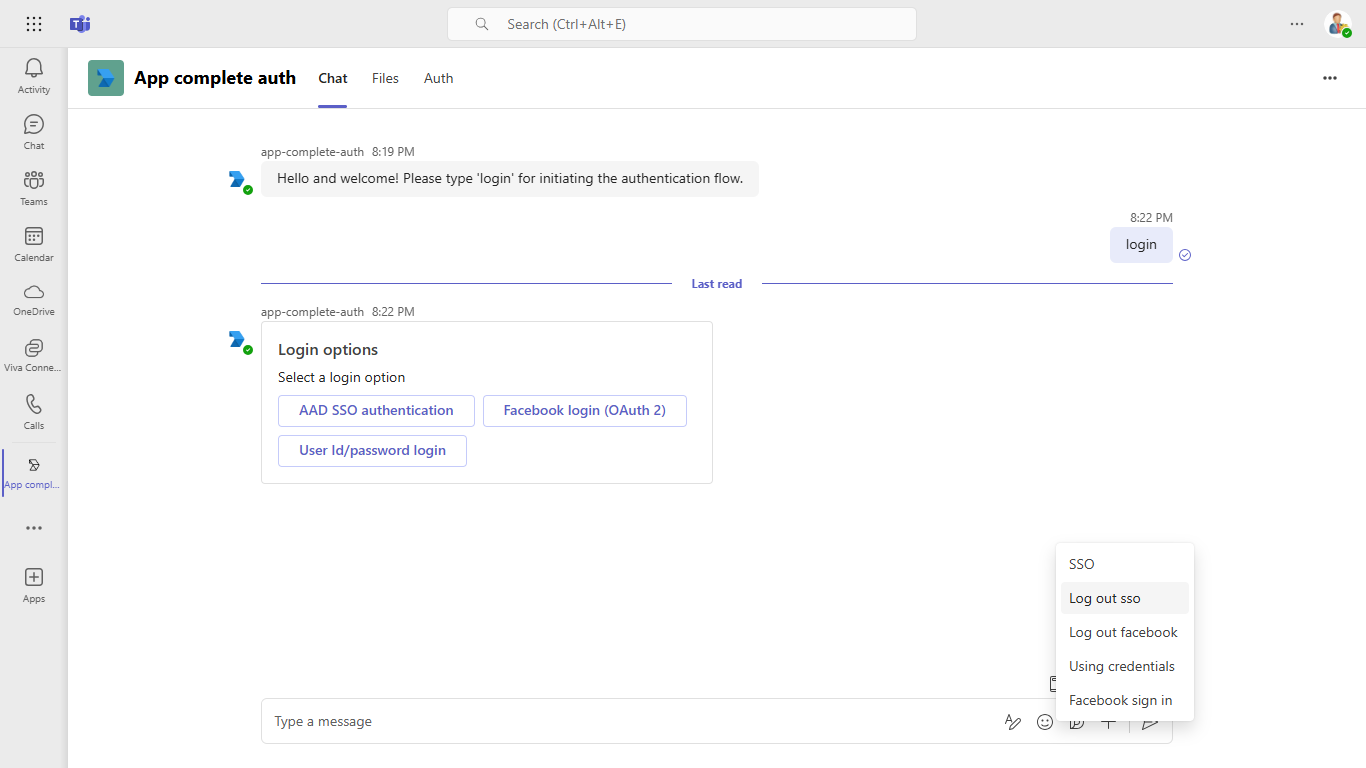 Search (Ctrl+Alt+E)
Activity
Chat
Teams
Calendar
OneDrive
Viva Conne...
Calls
App compl...
Apps
App complete auth
Chat
Files
Auth
app-complete-auth 8:19 PM
Hello and welcome! Please type 'login' for initiating the authentication flow.
8:22 PM
login
Last read
app-complete-auth 8:22 PM
Login options
Select a login option
AAD SSO authentication
Facebook login (OAuth 2)
User Id/password login
SSO
Log out sso
Log out facebook
Using credentials
Facebook sign in
Type a message